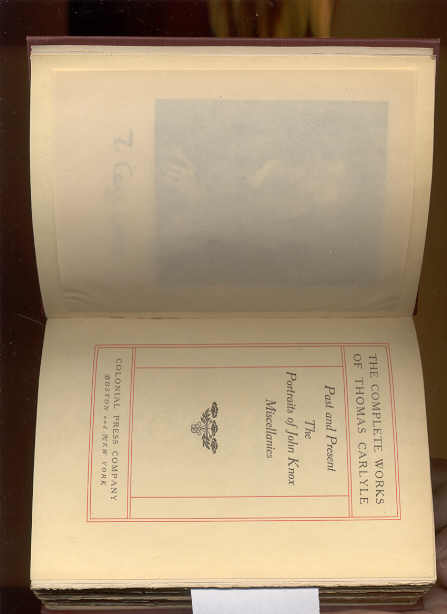 THE COMPLETE WORKS
OF THOMAS CARLYLE
Past and Present
The
Portraits of John Knox
Miscellanies
COLONIAL PRESS COMPANY
BOSTON and NEW YORK